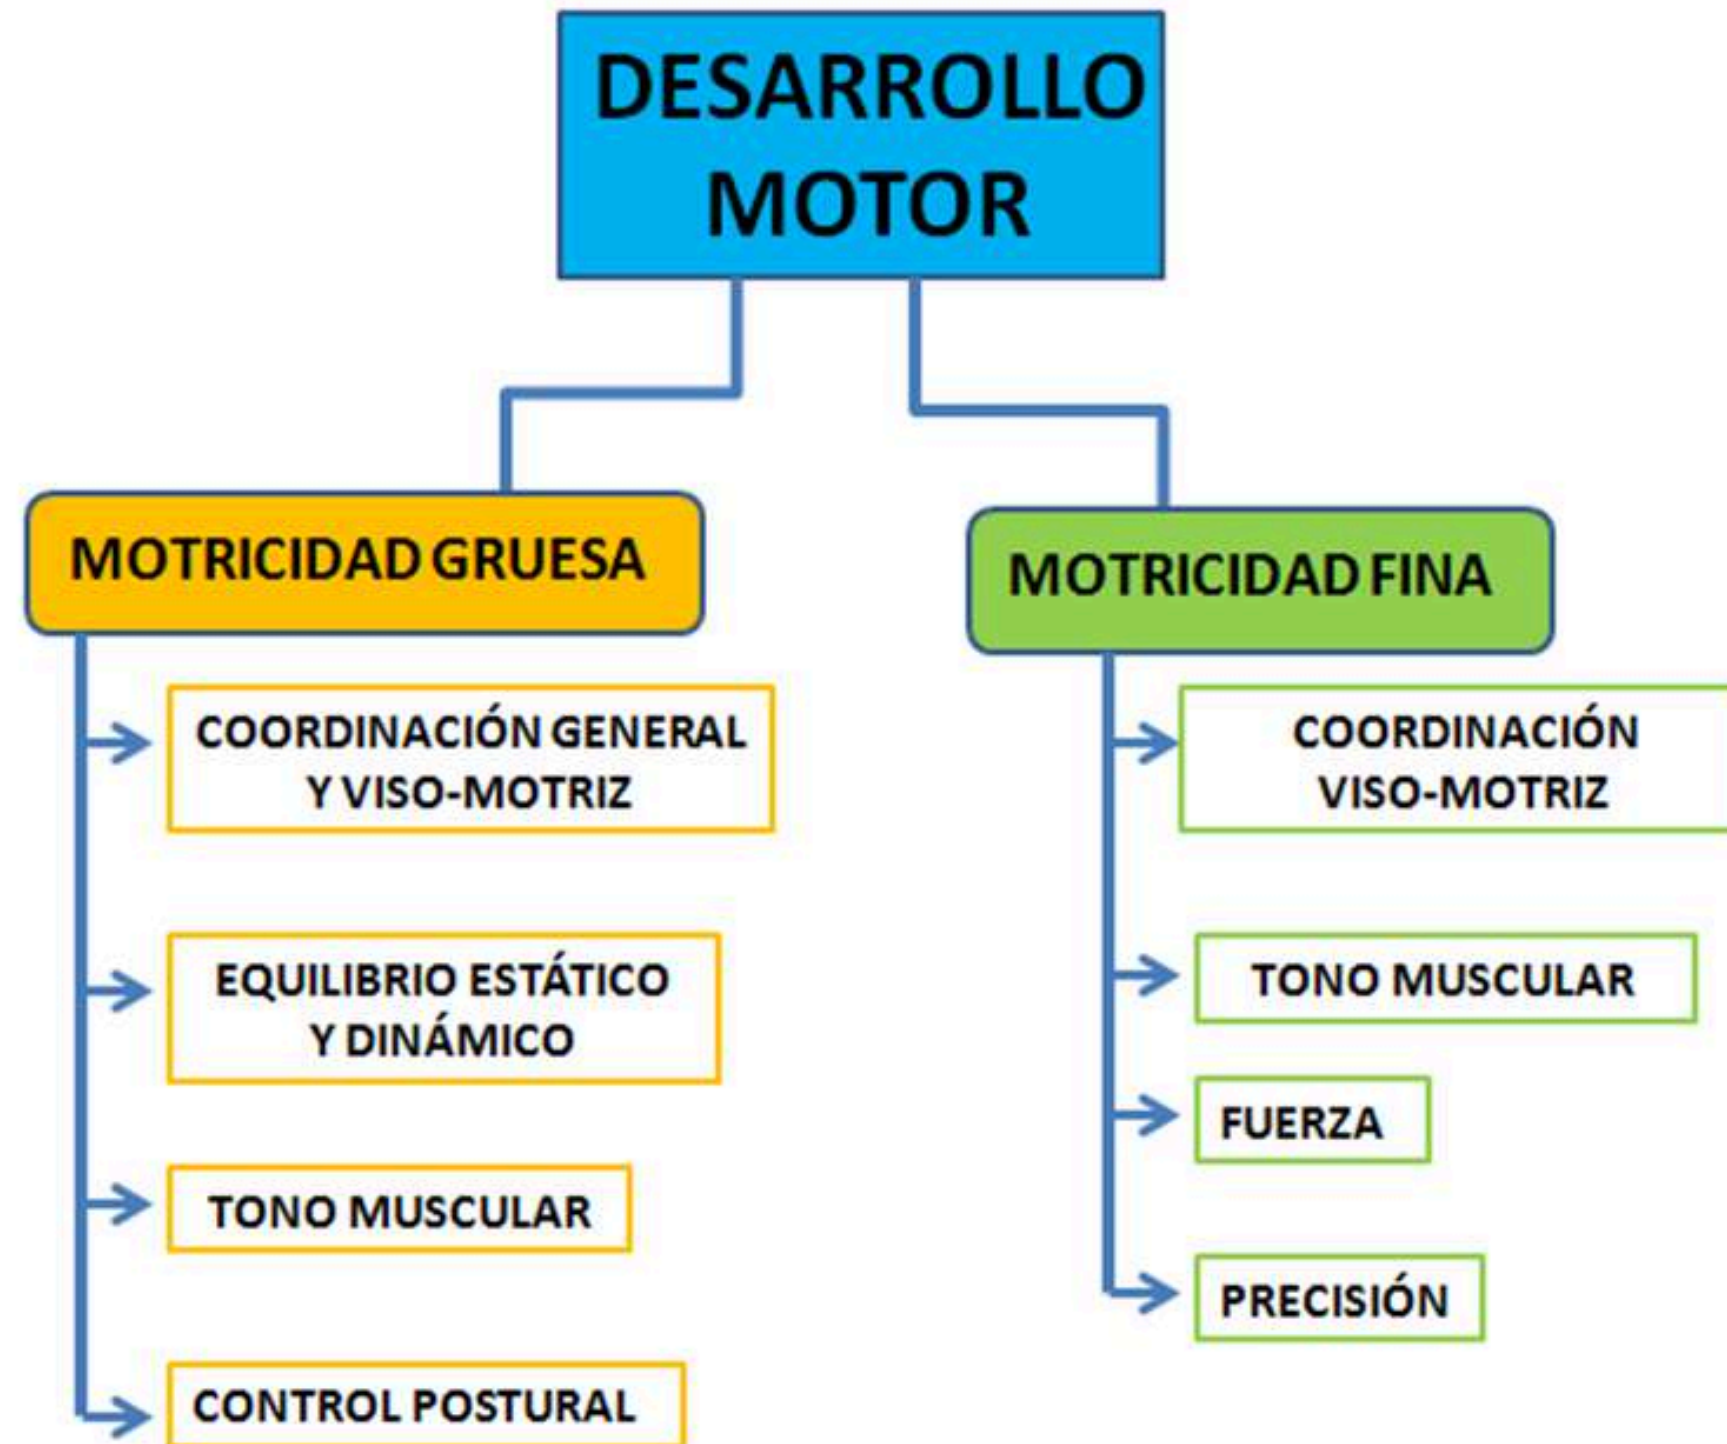 DESARROLLO
MOTOR
MOTRICIDAD GRUESA
COORDINACIÓN GENERAL
Y VISO-MOTRIZ
EQUILIBRIO ESTÁTICO
Y DINÁMICO
TONO MUSCULAR
CONTROL POSTURAL
MOTRICIDAD FINA
COORDINACIÓN
VISO-MOTRIZ
TONO MUSCULAR
FUERZA
PRECISIÓN